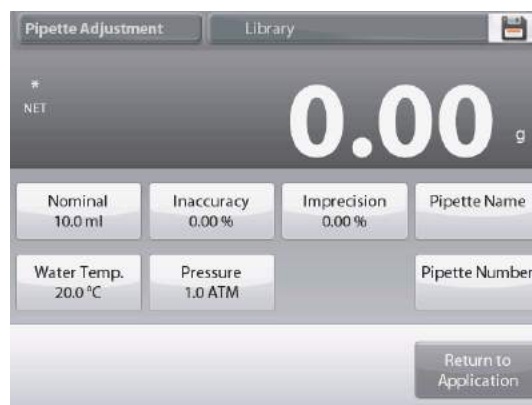 Pipette Adjustment
Library
*
NET
0.00
g
Nominal
10.0 ml
Inaccuracy
0.00 %
Imprecision
0.00 %
Pipette Name
Water Temp.
20.0 °C
Pressure
1.0 ATM
Pipette Number
Return to
Application